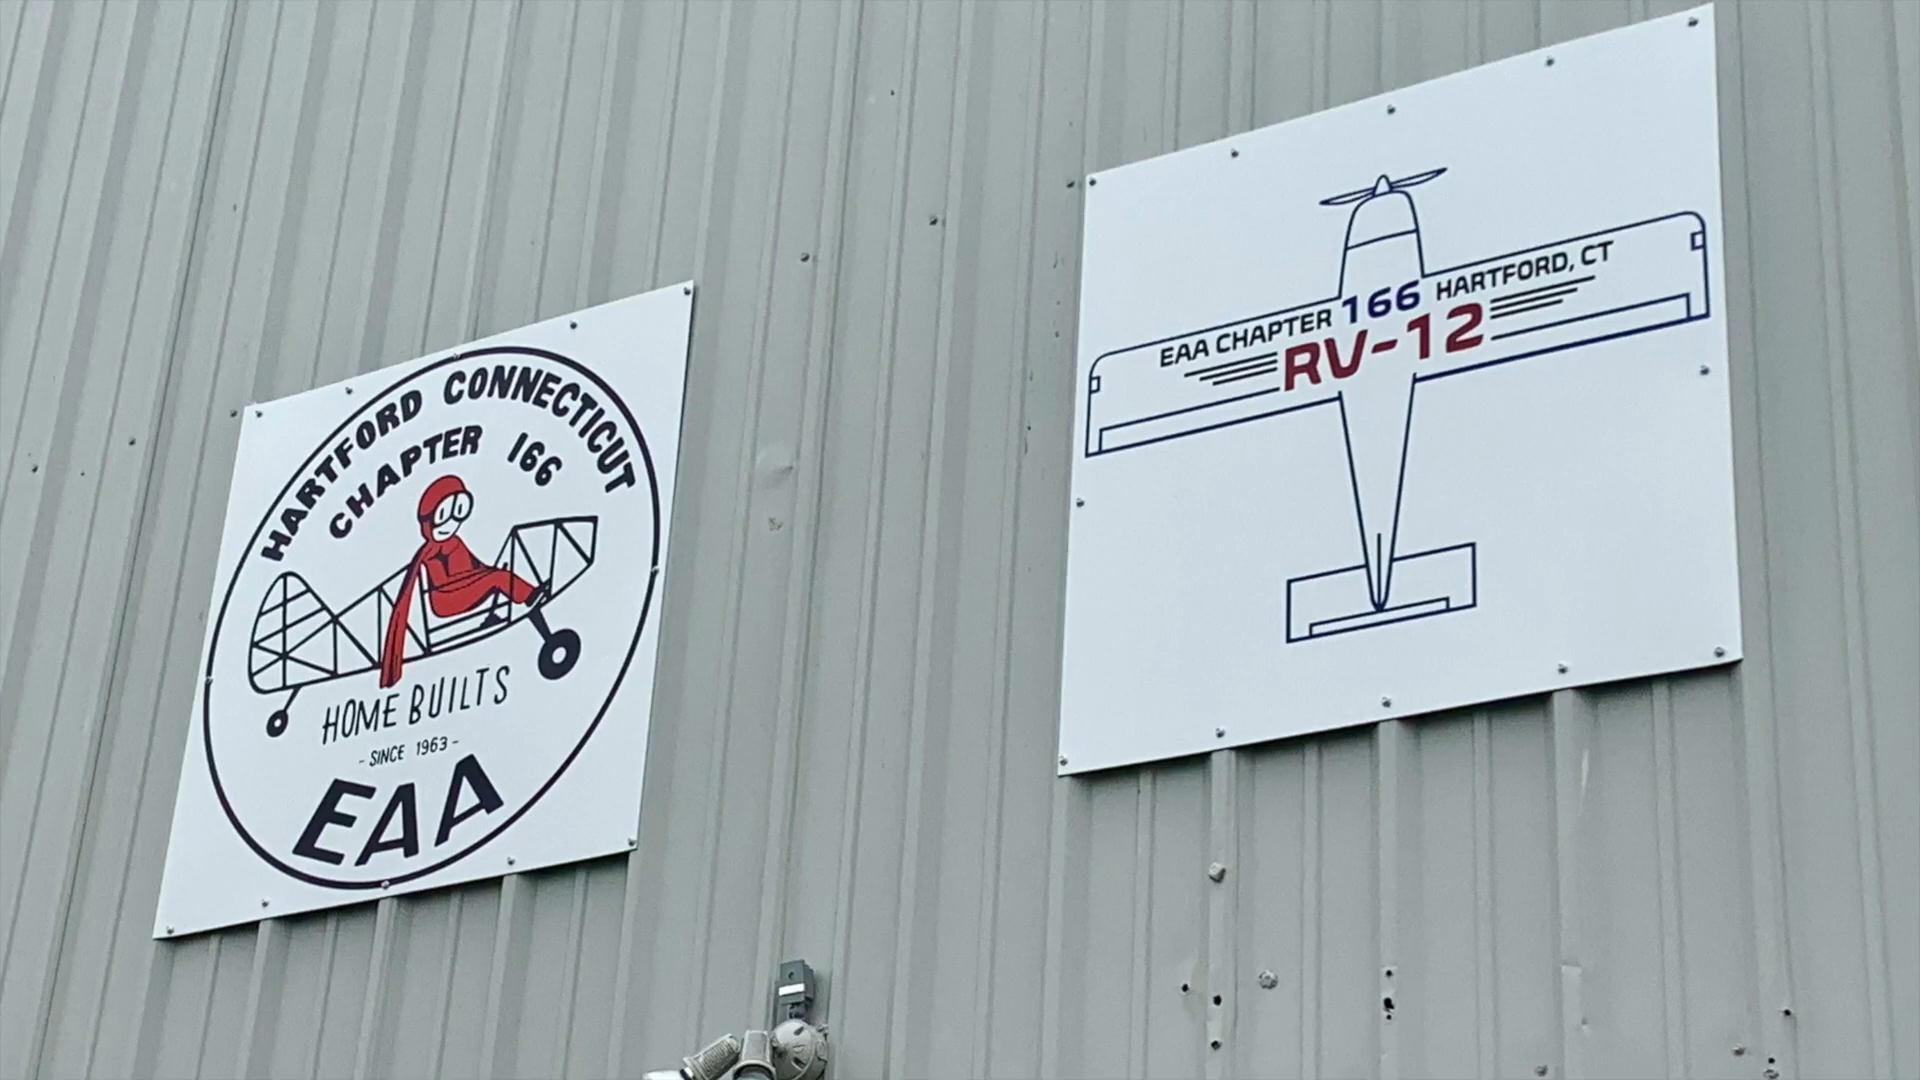 HARTFORD CONNECTICUT
CHAPTER 166
HOME BUILTS
- SINCE 1963 -
EAA
EAA CHAPTER 166 HARTFORD, CT
RV-12